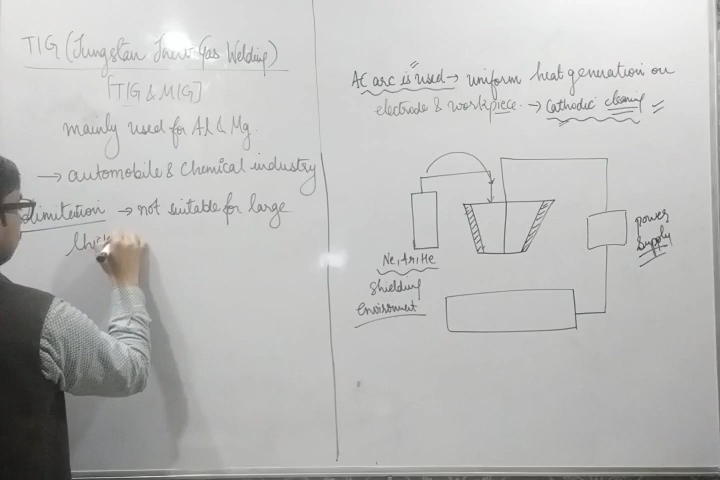 TIG (Tungsten Inert Gas Welding)
[TIG & MIG]
mainly used for Al & Mg.
→ automobile & Chemical industry
limitation → not suitable for large
thick
AC arc is used → uniform heat generation on
electrode & workpiece. → Cathodic cleaning
Ne, Ar, He
Shielding
environment
power
supply